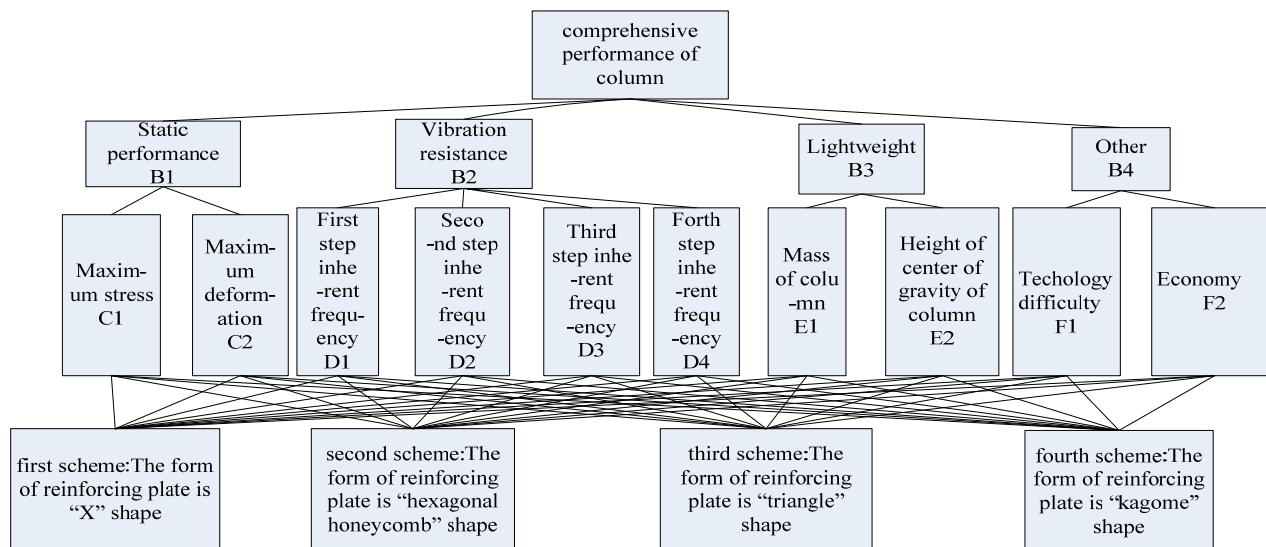 comprehensive
performance of
column
Static
performance
B1
Vibration
resistance
B2
Lightweight
B3
Other
B4
Maxim-
um stress
C1
Maxim-
um
deform-
ation
C2
First
step
inhe
-rent
frequ-
ency
D1
Seco
-nd step
inhe
-rent
frequ
-ency
D2
Third
step inhe
-rent
frequ
-ency
D3
Forth
step
inhe
-rent
frequ
-ency
D4
Mass
of colu
-mn
E1
Height of
center of
gravity of
column
E2
Techology
difficulty
F1
Economy
F2
first scheme:The form
of reinforcing plate is
“X” shape
second scheme:The
form of reinforcing
plate is “hexagonal
honeycomb” shape
third scheme:The
form of reinforcing
plate is “triangle”
shape
fourth scheme:The
form of reinforcing
plate is “kagome”
shape